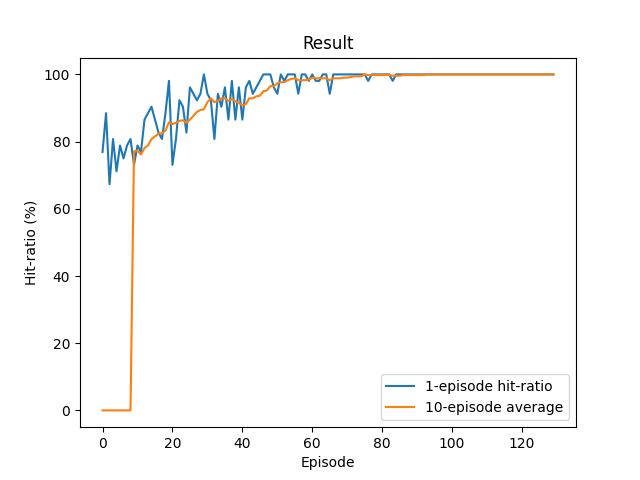 Result
Hit-ratio (%)
100
80
60
40
20
0
0 20 40 60 80 100 120
Episode
1-episode hit-ratio
10-episode average